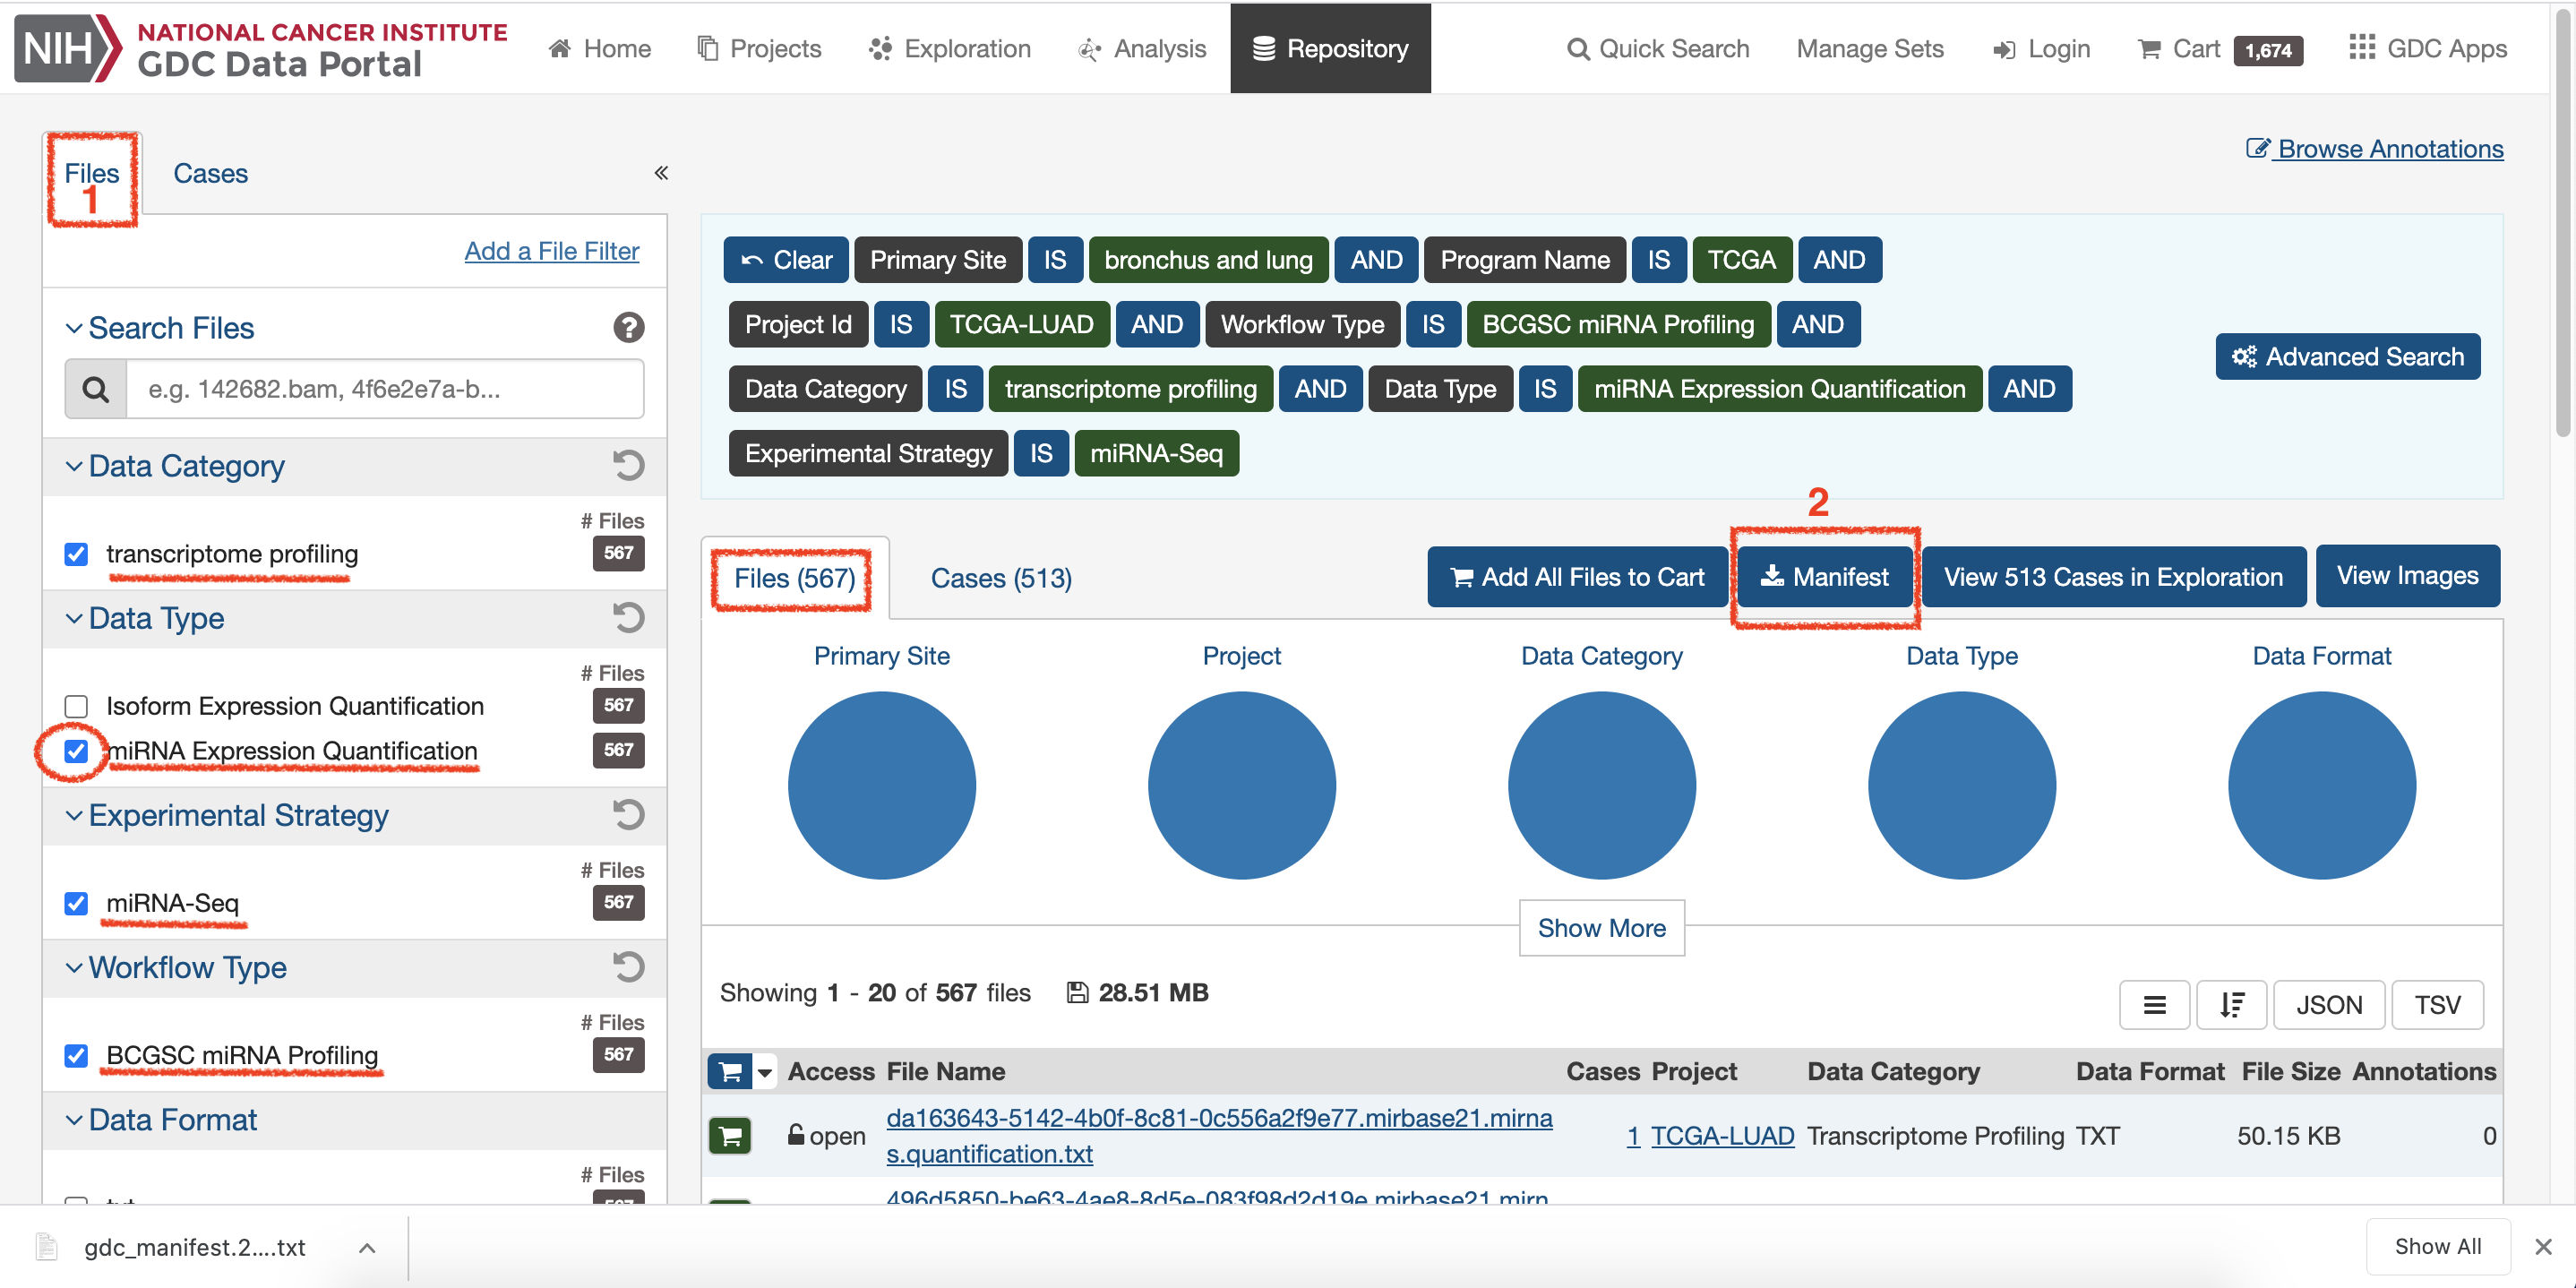 NIH NATIONAL CANCER INSTITUTE
GDC Data Portal
Home Projects Exploration Analysis Repository Quick Search Manage Sets Login Cart 1,674 GDC Apps
Files Cases «
1
Browse Annotations
Add a File Filter
Search Files ?
e.g. 142682.bam, 4f6e2e7a-b...
Data Category
# Files
transcriptome profiling 567
Data Type
# Files
Isoform Expression Quantification 567
miRNA Expression Quantification 567
Experimental Strategy
# Files
miRNA-Seq 567
Workflow Type
# Files
BCGSC miRNA Profiling 567
Data Format
# Files
Clear Primary Site IS bronchus and lung AND Program Name IS TCGA AND
Project Id IS TCGA-LUAD AND Workflow Type IS BCGSC miRNA Profiling AND
Data Category IS transcriptome profiling AND Data Type IS miRNA Expression Quantification AND
Experimental Strategy IS miRNA-Seq
Advanced Search
2
Files (567) Cases (513) Add All Files to Cart Manifest View 513 Cases in Exploration View Images
Primary Site Project Data Category Data Type Data Format
Show More
Showing 1 - 20 of 567 files 28.51 MB
JSON TSV
Access File Name Cases Project Data Category Data Format File Size Annotations
open da163643-5142-4b0f-8c81-0c556a2f9e77.mirbase21.mirna 1 TCGA-LUAD Transcriptome Profiling TXT 50.15 KB 0
s.quantification.txt
496d5850-be63-4ae8-8d5e-083f98d2d19e.mirbase21.mirn
gdc_manifest.2....txt Show All